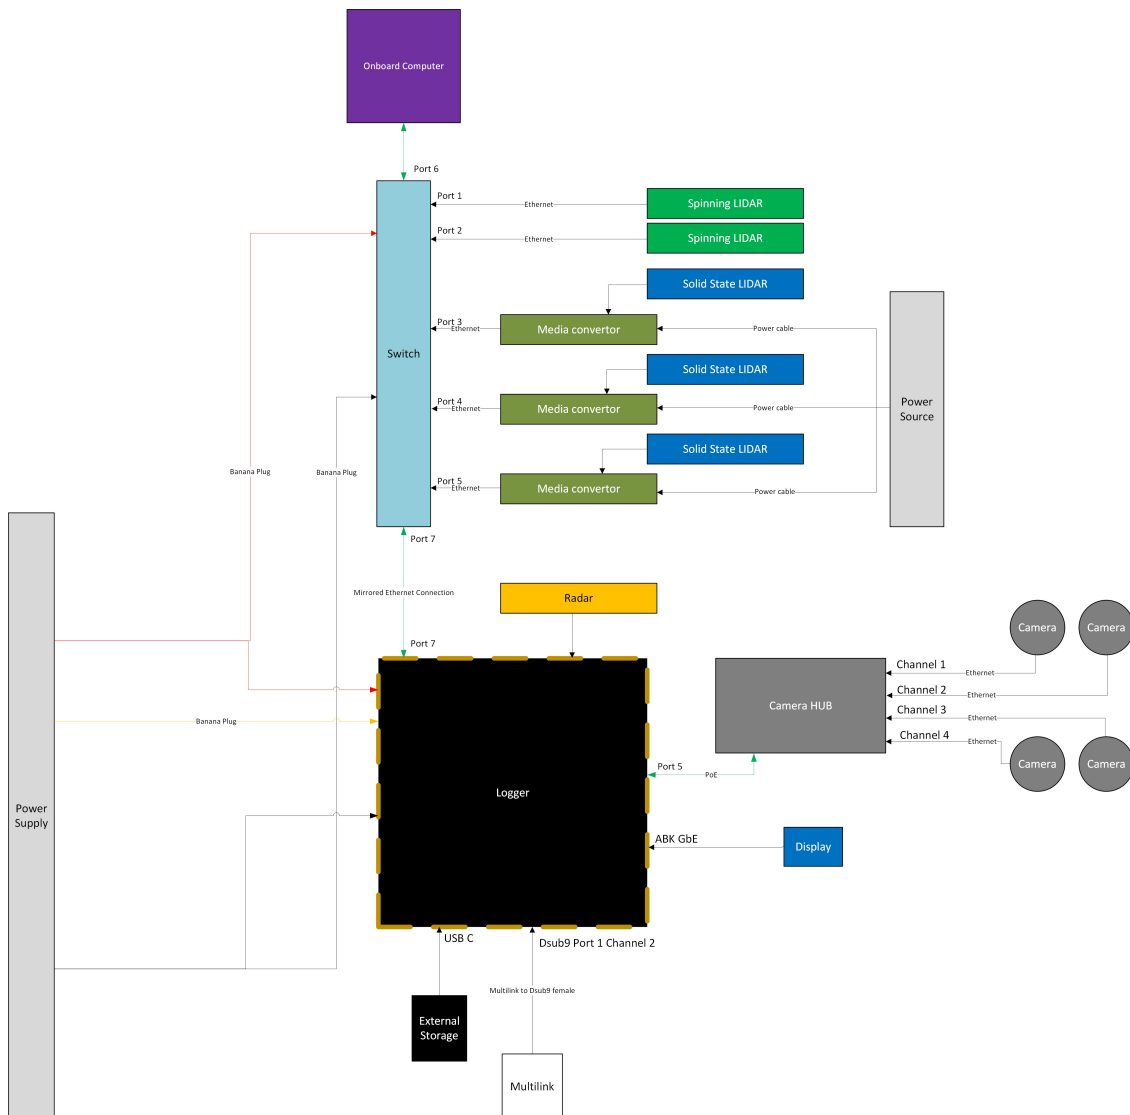 Onboard Computer
Port 6
Port 1
Ethernet
Spinning LIDAR
Port 2
Ethernet
Spinning LIDAR
Solid State LIDAR
Port 3
Ethernet
Media convertor
Power cable
Switch
Solid State LIDAR
Port 4
Ethernet
Media convertor
Power cable
Power
Source
Solid State LIDAR
Banana Plug
Banana Plug
Port 5
Ethernet
Media convertor
Power cable
Port 7
Mirrored Ethernet Connection
Radar
Port 7
Camera
Camera
Channel 1
Ethernet
Channel 2
Ethernet
Camera HUB
Channel 3
Ethernet
Channel 4
Ethernet
Banana Plug
Camera
Camera
Port 5
PoE
Logger
Power
Supply
ABK GbE
Display
USB C
Dsub9 Port 1 Channel 2
Multilink to Dsub9 female
External
Storage
Multilink